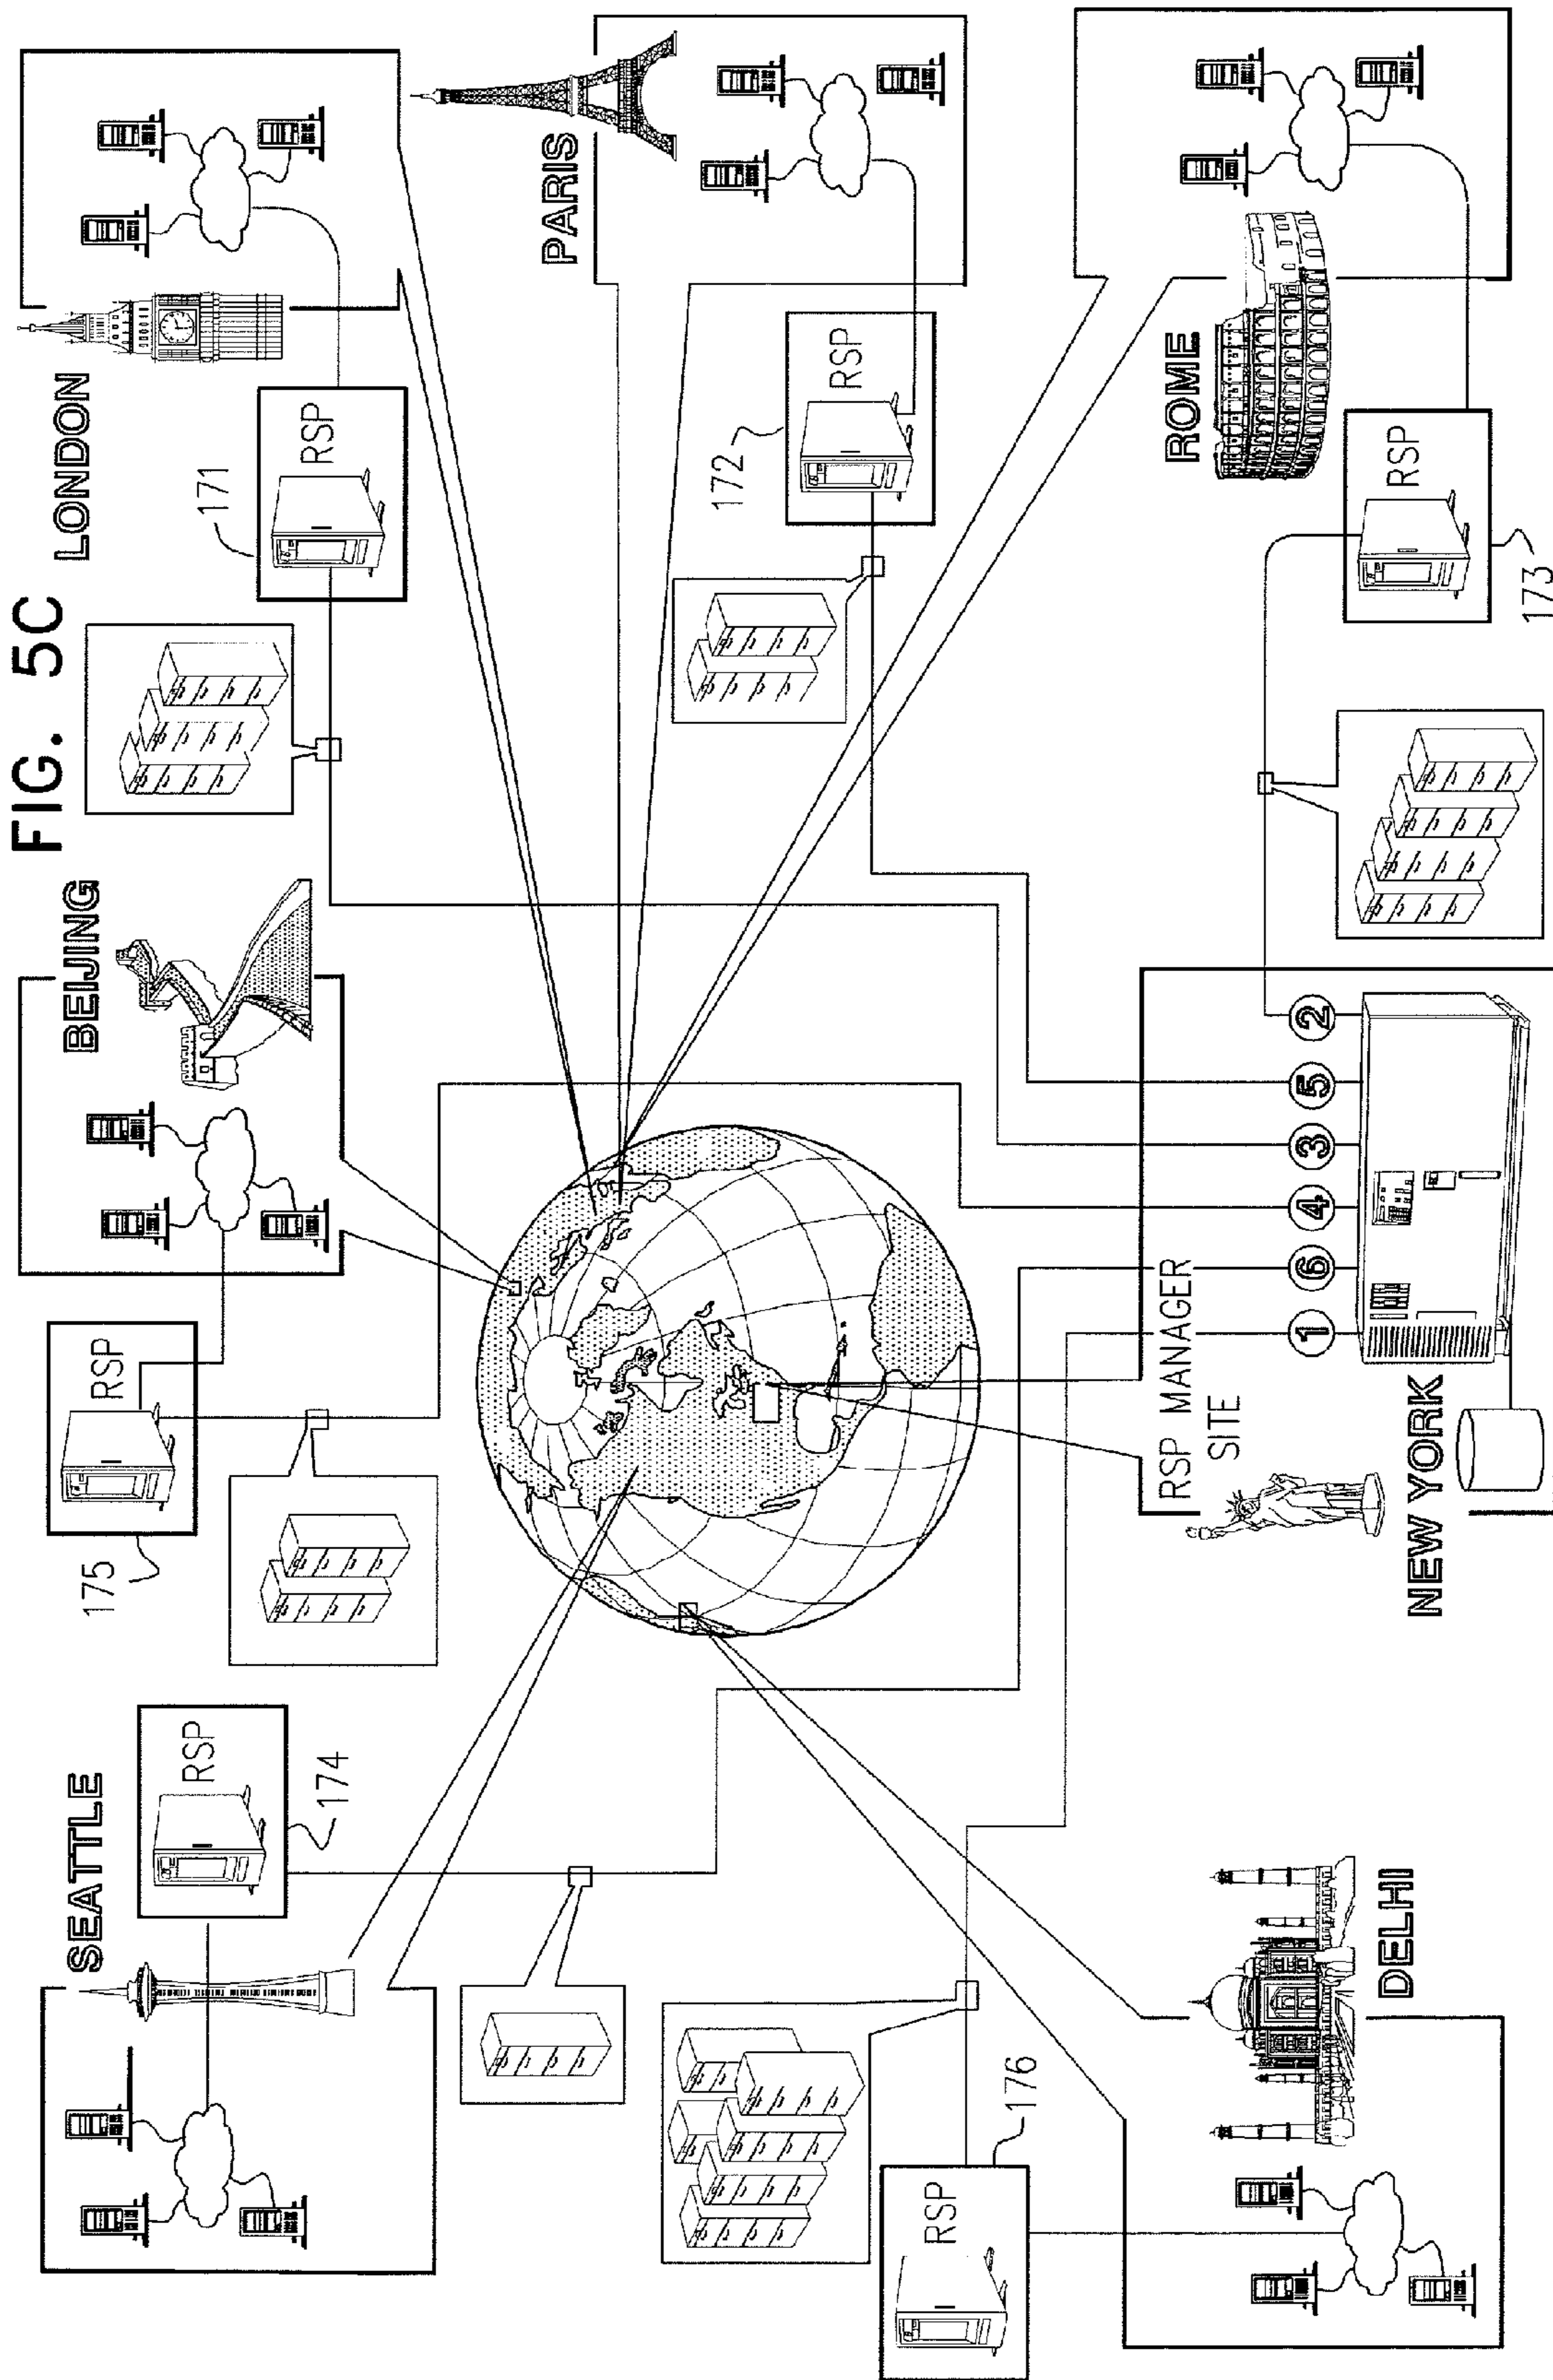 FIG. 5C
SEATTLE
RSP
174
175
RSP
BEIJING
LONDON
171
RSP
PARIS
172
RSP
ROME
RSP
173
176
RSP
DELHI
RSP MANAGER
SITE
NEW YORK
1
6
4
3
5
2